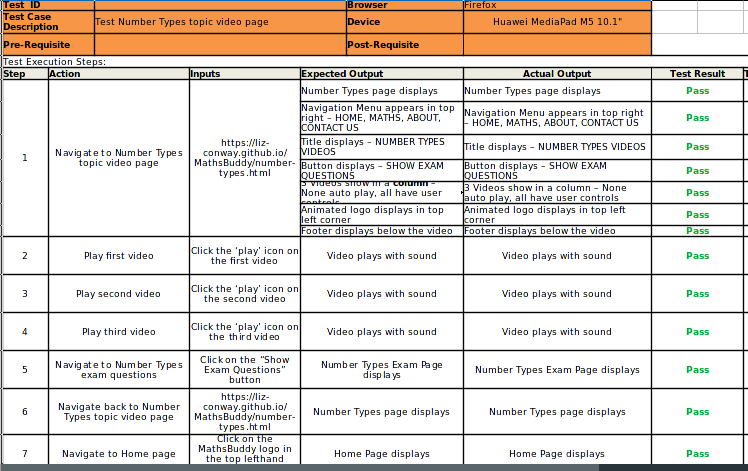 Test ID Browser Firefox
Test Case
Description Test Number Types topic video page Device Huawei MediaPad M5 10.1"
Pre-Requisite Post-Requisite
Test Execution Steps:
Step Action Inputs Expected Output Actual Output Test Result
1
Navigate to Number Types
topic video page
https://liz-
conway.github.io/
MathsBuddy/number-
types.html
Number Types page displays Number Types page displays Pass
Navigation Menu appears in top
right – HOME, MATHS, ABOUT,
CONTACT US
Navigation Menu appears in top right
– HOME, MATHS, ABOUT, CONTACT US
Pass
Title displays – NUMBER TYPES
VIDEOS
Title displays – NUMBER TYPES VIDEOS
Pass
Button displays – SHOW EXAM
QUESTIONS
Button displays – SHOW EXAM
QUESTIONS
Pass
3 Videos show in a column –
None auto play, all have user
controls
3 Videos show in a column – None
auto play, all have user controls
Pass
Animated logo displays in top
left corner
Animated logo displays in top left
corner
Pass
Footer displays below the video Footer displays below the video Pass
2
Play first video
Click the ‘play’ icon on
the first video
Video plays with sound
Video plays with sound
Pass
3
Play second video
Click the ‘play’ icon on
the second video
Video plays with sound
Video plays with sound
Pass
4
Play third video
Click the ‘play’ icon on
the third video
Video plays with sound
Video plays with sound
Pass
5
Navigate to Number Types
exam questions
Click on the “Show
Exam Questions”
button
Number Types Exam Page
displays
Number Types Exam Page displays
Pass
6
Navigate back to Number
Types topic video page
https://liz-
conway.github.io/
MathsBuddy/number-
types.html
Number Types page displays
Number Types page displays
Pass
7
Navigate to Home page
Click on the
MathsBuddy logo in
the top lefthand
Home Page displays
Home Page displays
Pass